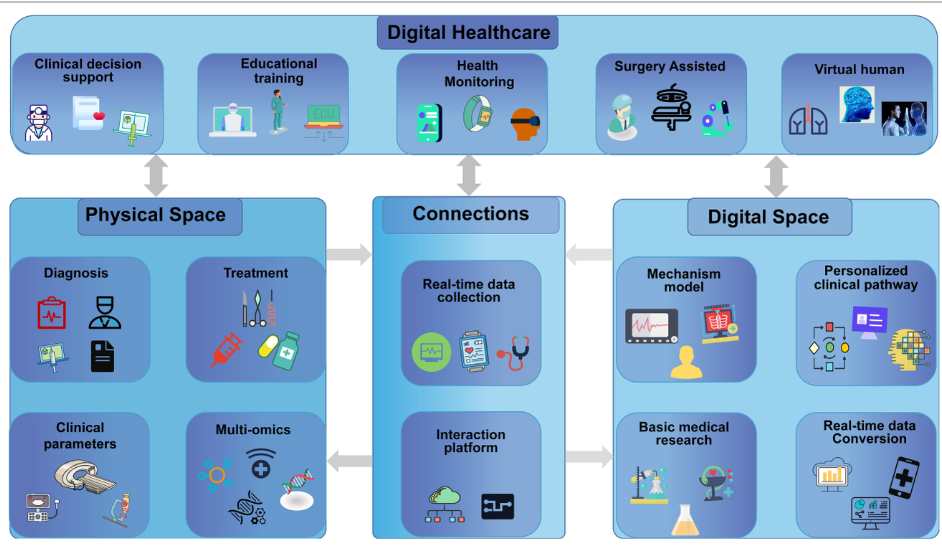 Digital Healthcare
Clinical decision
support
Educational
training
Health
Monitoring
Surgery Assisted
Virtual human
EDU
Physical Space
Connections
Digital Space
Diagnosis
Treatment
Real-time data
collection
Mechanism
model
Personalized
clinical pathway
Clinical
parameters
Multi-omics
Interaction
platform
Basic medical
research
Real-time data
Conversion